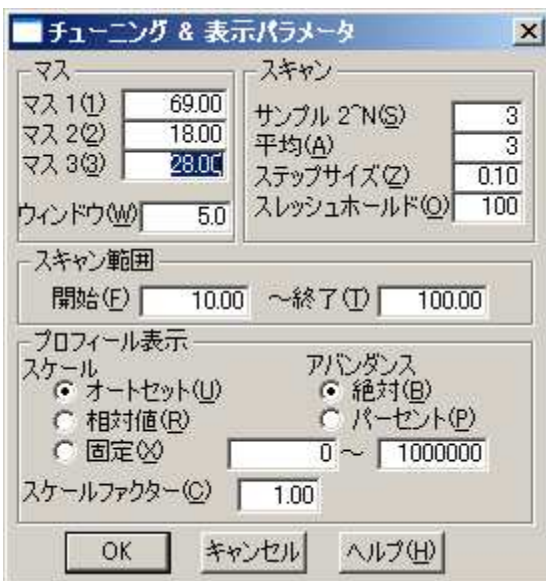 チューニング & 表示パラメータ
マス
マス 1(1) 69.00
マス 2(2) 18.00
マス 3(3) 28.00
ウィンドウ(W) 5.0
スキャン
サンプル 2^N(S) 3
平均(A) 3
ステップサイズ(Z) 0.10
スレッシュホールド(O) 100
スキャン範囲
開始(F) 10.00 ～終了(T) 100.00
プロフィール表示
スケール
オートセット(U)
相対値(R)
固定(X) 0 ～ 1000000
アバンダンス
絶対(B)
パーセント(P)
スケールファクター(C) 1.00
OK キャンセル ヘルプ(H)